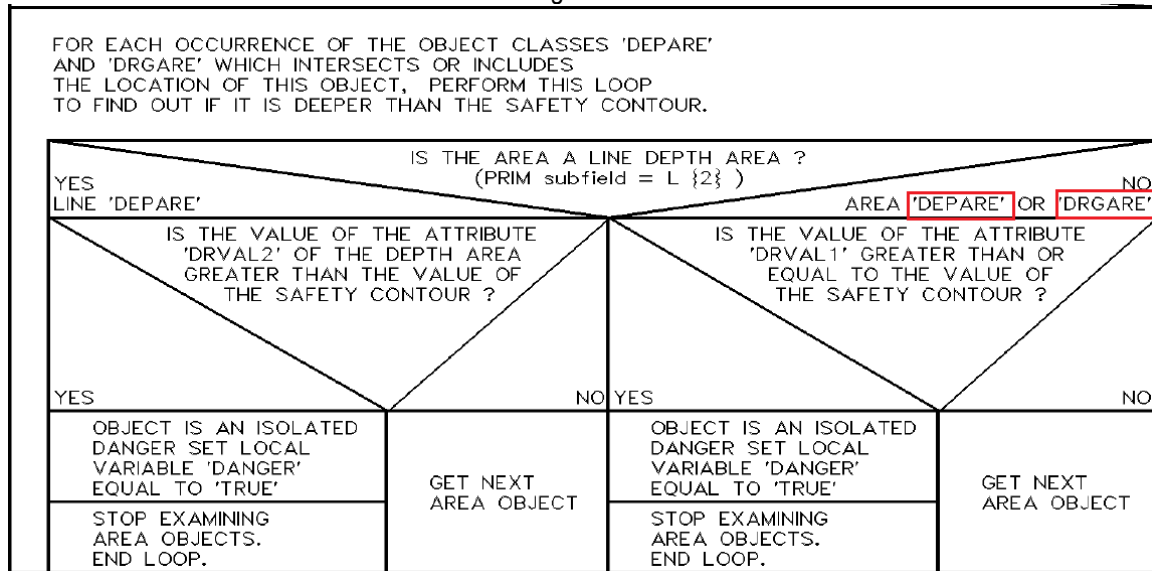 FOR EACH OCCURRENCE OF THE OBJECT CLASSES 'DEPARE'
AND 'DRGARE' WHICH INTERSECTS OR INCLUDES
THE LOCATION OF THIS OBJECT, PERFORM THIS LOOP
TO FIND OUT IF IT IS DEEPER THAN THE SAFETY CONTOUR.
IS THE AREA A LINE DEPTH AREA ?
(PRIM subfield = L {2} )
YES
LINE 'DEPARE'
NO
AREA 'DEPARE' OR 'DRGARE'
IS THE VALUE OF THE ATTRIBUTE
'DRVAL2' OF THE DEPTH AREA
GREATER THAN THE VALUE OF
THE SAFETY CONTOUR ?
YES
NO
IS THE VALUE OF THE ATTRIBUTE
'DRVAL1' GREATER THAN OR
EQUAL TO THE VALUE OF
THE SAFETY CONTOUR ?
YES
NO
OBJECT IS AN ISOLATED
DANGER SET LOCAL
VARIABLE 'DANGER'
EQUAL TO 'TRUE'
STOP EXAMINING
AREA OBJECTS.
END LOOP.
GET NEXT
AREA OBJECT
OBJECT IS AN ISOLATED
DANGER SET LOCAL
VARIABLE 'DANGER'
EQUAL TO 'TRUE'
STOP EXAMINING
AREA OBJECTS.
END LOOP.
GET NEXT
AREA OBJECT